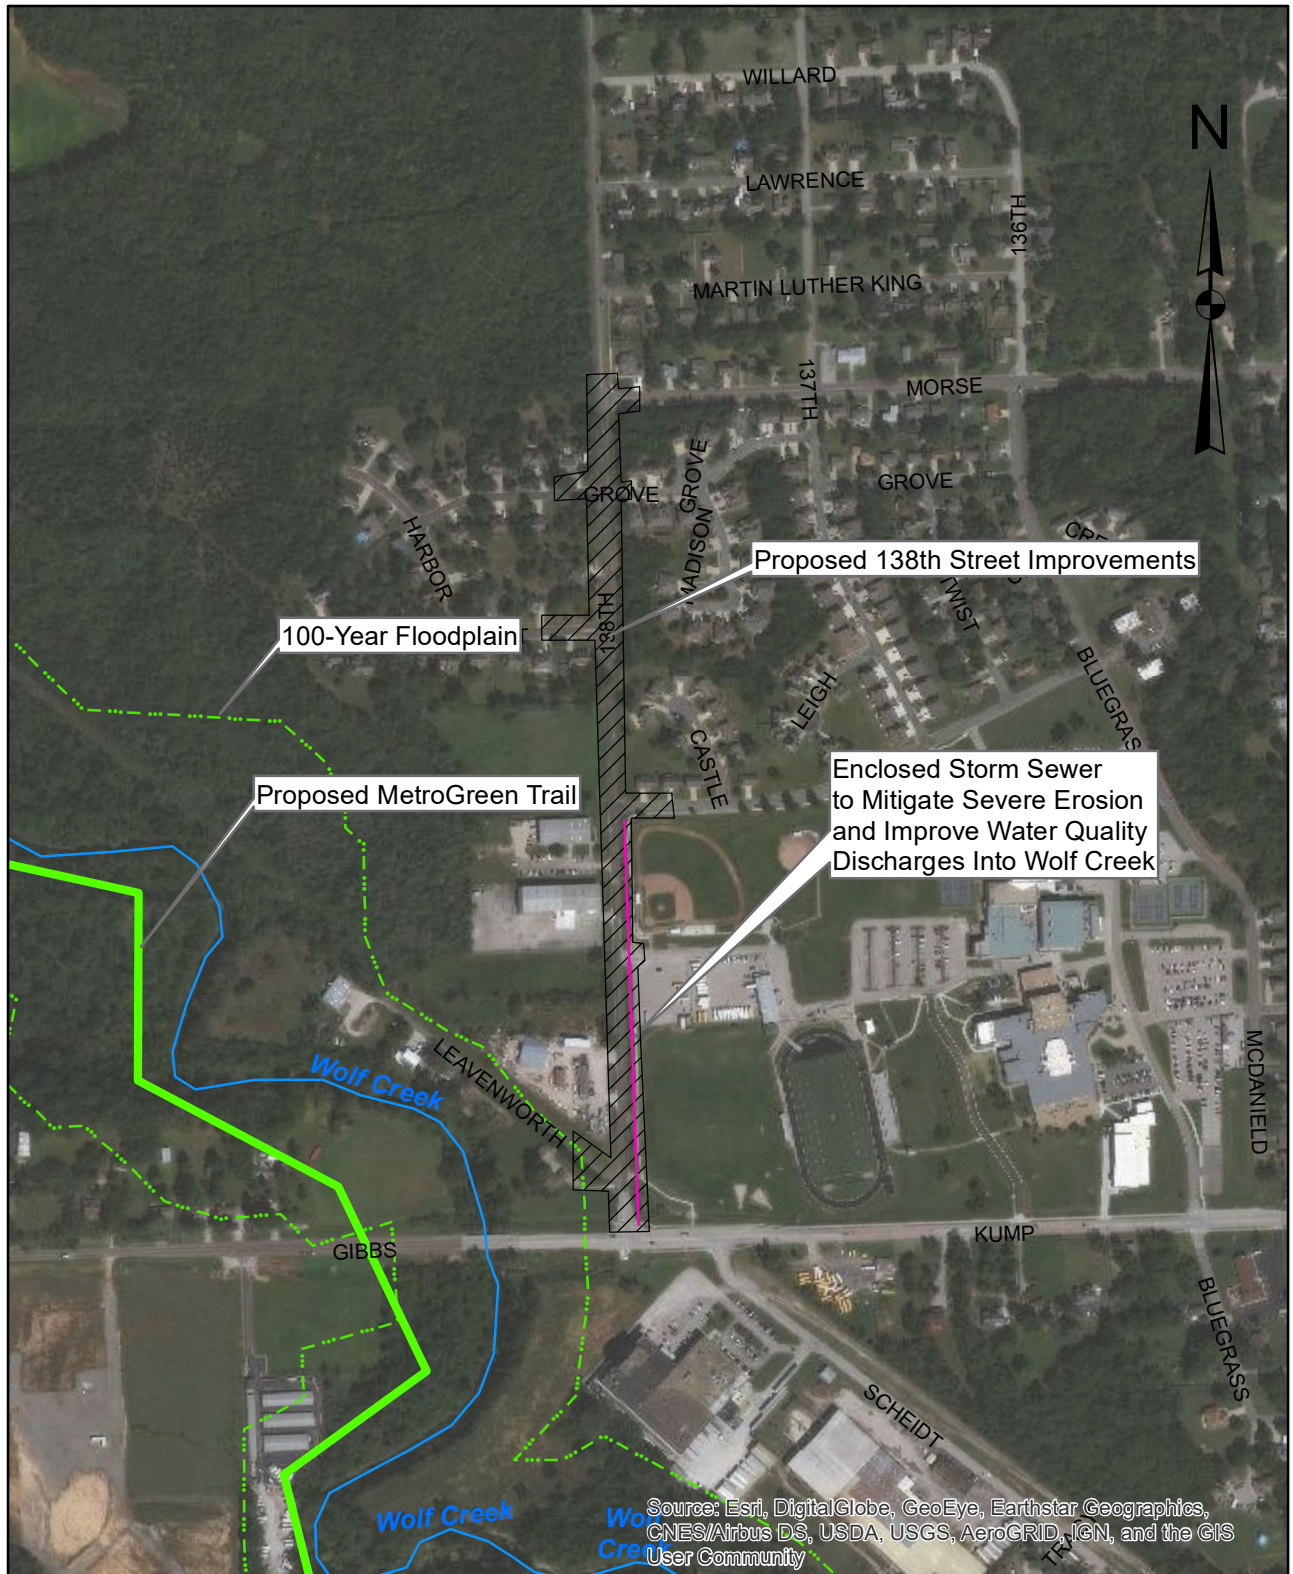 WILLARD
N
LAWRENCE
136TH
MARTIN LUTHER KING
137TH
MORSE
GROVE
GROVE
GROVE
HARBOR
MADISON
Proposed 138th Street Improvements
TWIST
138TH
100-Year Floodplain
BLUEGRAS
LEIGH
CASTLE
Enclosed Storm Sewer
to Mitigate Severe Erosion
and Improve Water Quality
Discharges Into Wolf Creek
Proposed MetroGreen Trail
LEAVENWORTH
Wolf Creek
MCDANIELD
KUMP
GIBBS
BLUEGRASS
SCHEIDT
Wolf Creek
Wolf
Creek
Source: Esri, DigitalGlobe, GeoEye, Earthstar Geographics,
CNES/Airbus DS, USDA, USGS, AeroGRID, IGN, and the GIS
User Community